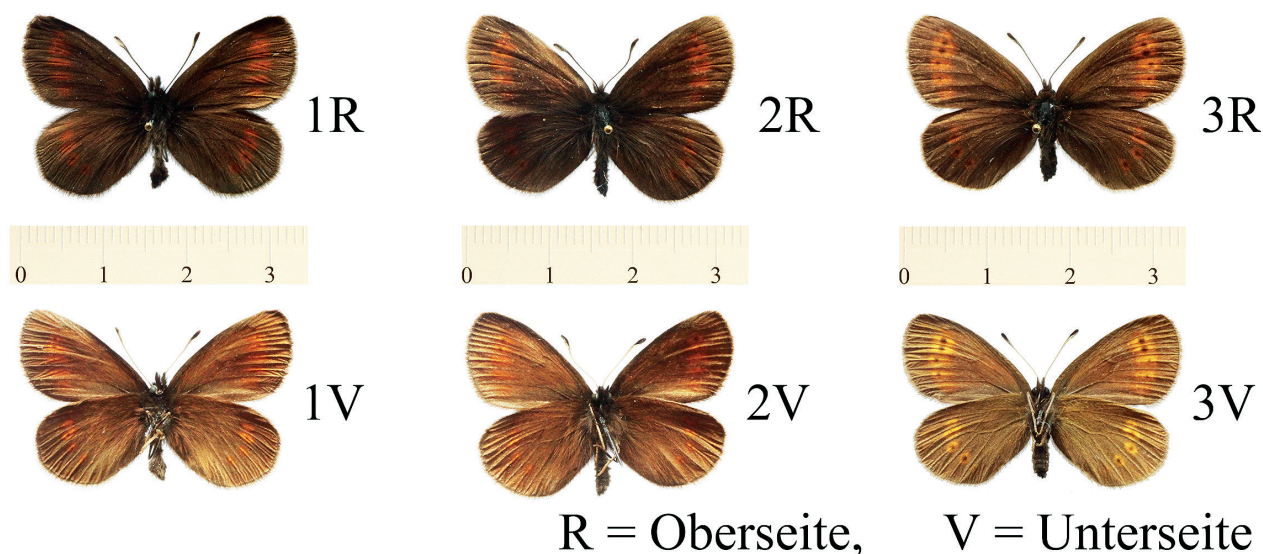 1R 2R 3R
0 1 2 3 0 1 2 3 0 1 2 3
1V 2V 3V
R = Oberseite, V = Unterseite